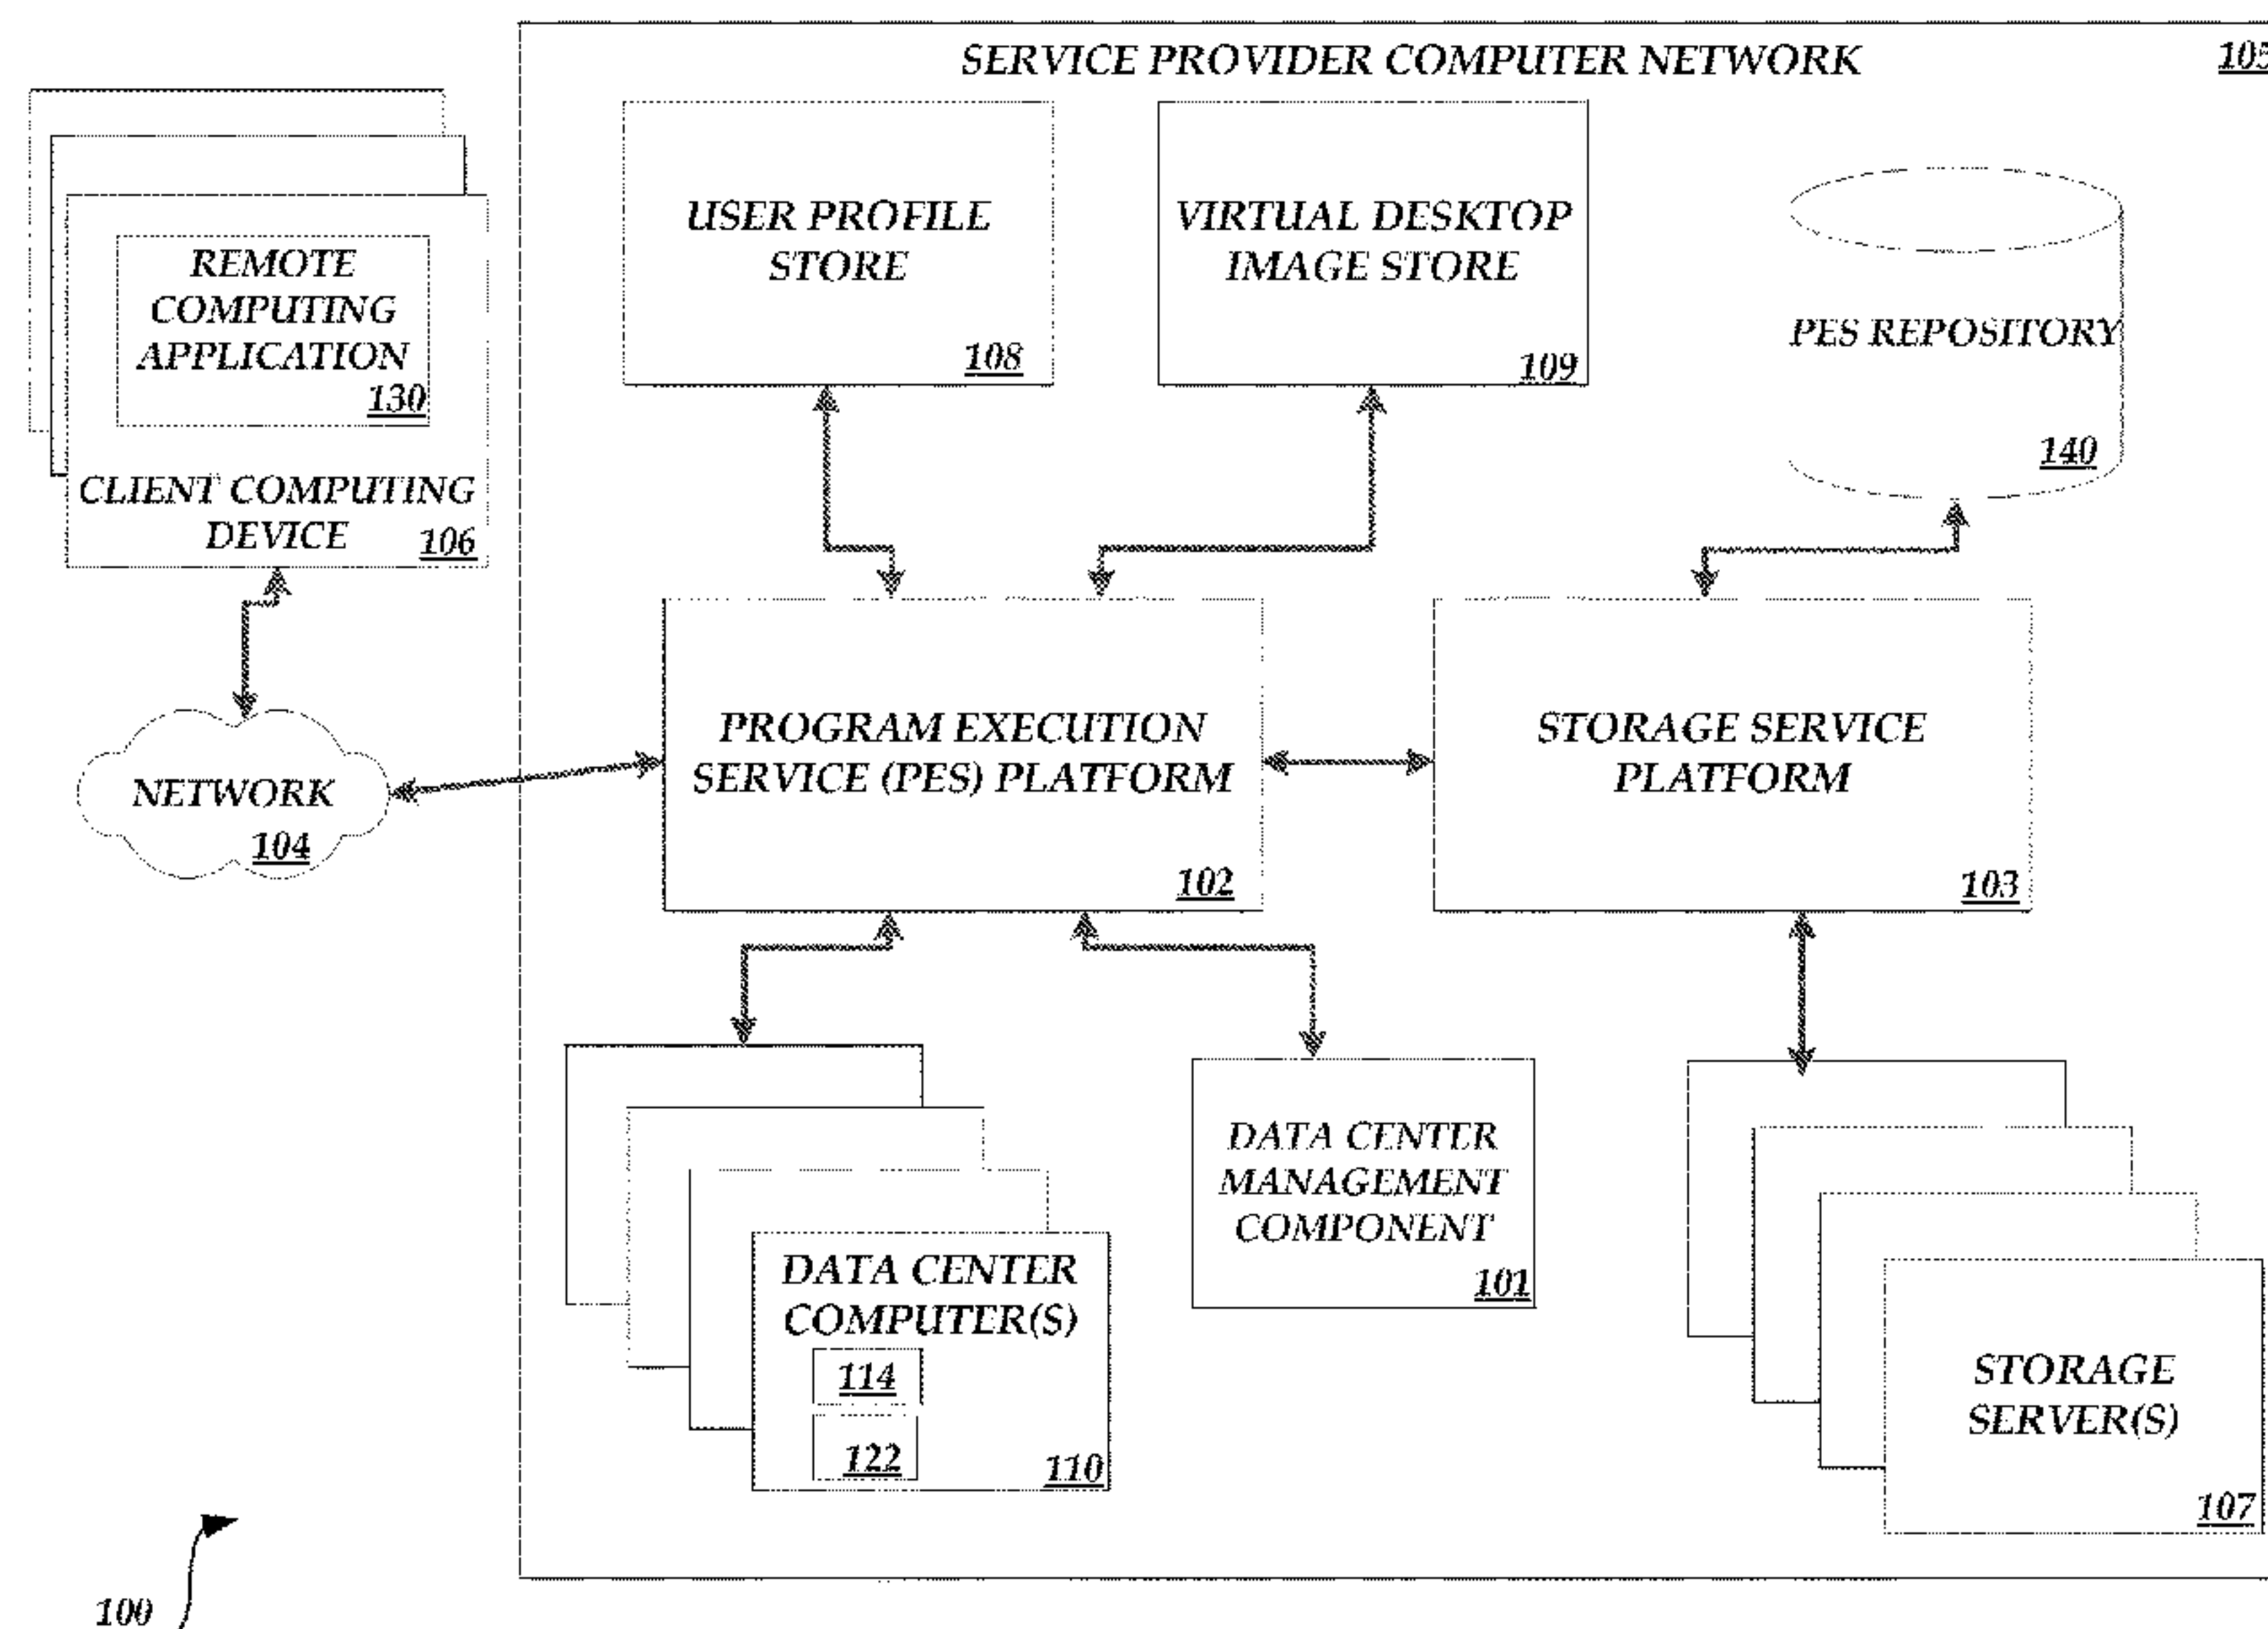 SERVICE PROVIDER COMPUTER NETWORK
105
REMOTE
COMPUTING
APPLICATION
130
CLIENT COMPUTING
DEVICE
106
USER PROFILE
STORE
108
VIRTUAL DESKTOP
IMAGE STORE
109
PES REPOSITORY
140
NETWORK
104
PROGRAM EXECUTION
SERVICE (PES) PLATFORM
102
STORAGE SERVICE
PLATFORM
103
DATA CENTER
COMPUTER(S)
114
122
110
DATA CENTER
MANAGEMENT
COMPONENT
101
STORAGE
SERVER(S)
107
100